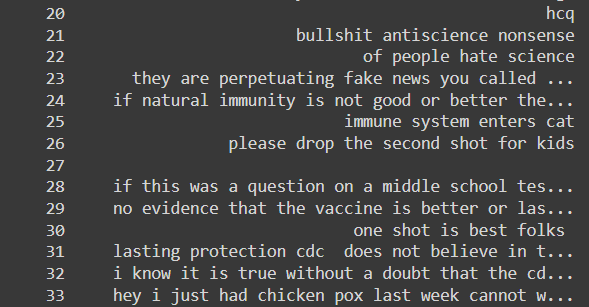 20 hcq
21 bullshit antiscience nonsense
22 of people hate science
23 they are perpetuating fake news you called ...
24 if natural immunity is not good or better the...
25 immune system enters cat
26 please drop the second shot for kids
27
28 if this was a question on a middle school tes...
29 no evidence that the vaccine is better or las...
30 one shot is best folks
31 lasting protection cdc  does not believe in t...
32 i know it is true without a doubt that the cd...
33 hey i just had chicken pox last week cannot w...